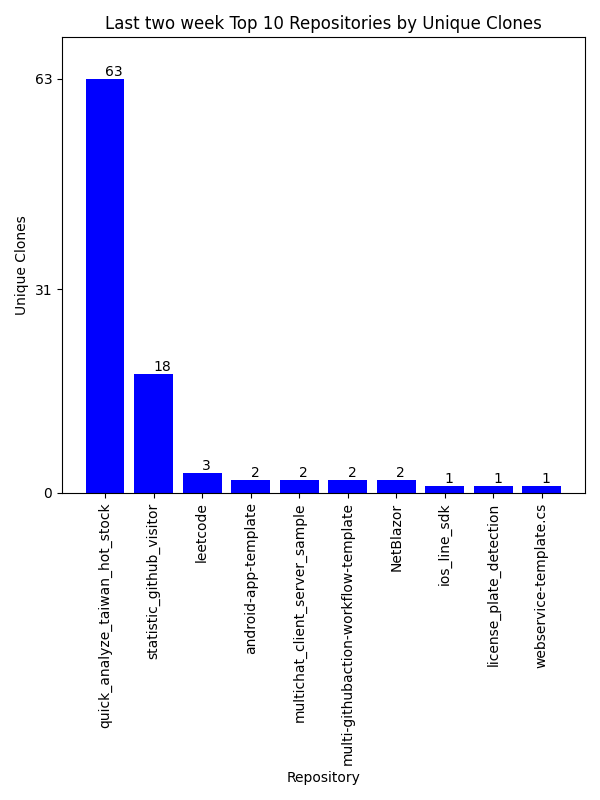 Last two week Top 10 Repositories by Unique Clones
Unique Clones
63
31
0
63
18
3
2
2
2
2
1
1
1
quick_analyze_taiwan_hot_stock
statistic_github_visitor
leetcode
android-app-template
multichat_client_server_sample
multi-githubaction-workflow-template
NetBlazor
ios_line_sdk
license_plate_detection
webservice-template.cs
Repository